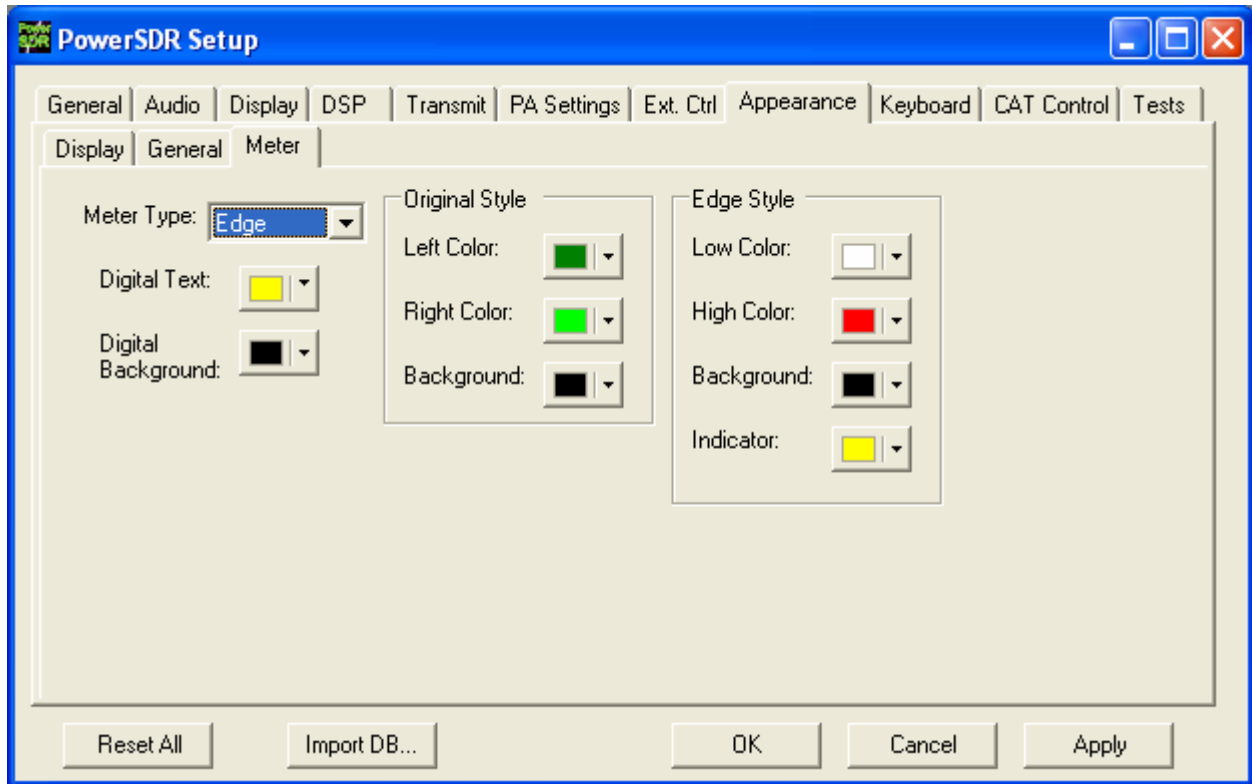 Power SDR PowerSDR Setup
General Audio Display DSP Transmit PA Settings Ext. Ctrl Appearance Keyboard CAT Control Tests
Display General Meter
Meter Type: Edge
Digital Text:
Digital
Background:
Original Style
Left Color:
Right Color:
Background:
Edge Style
Low Color:
High Color:
Background:
Indicator:
Reset All Import DB... OK Cancel Apply